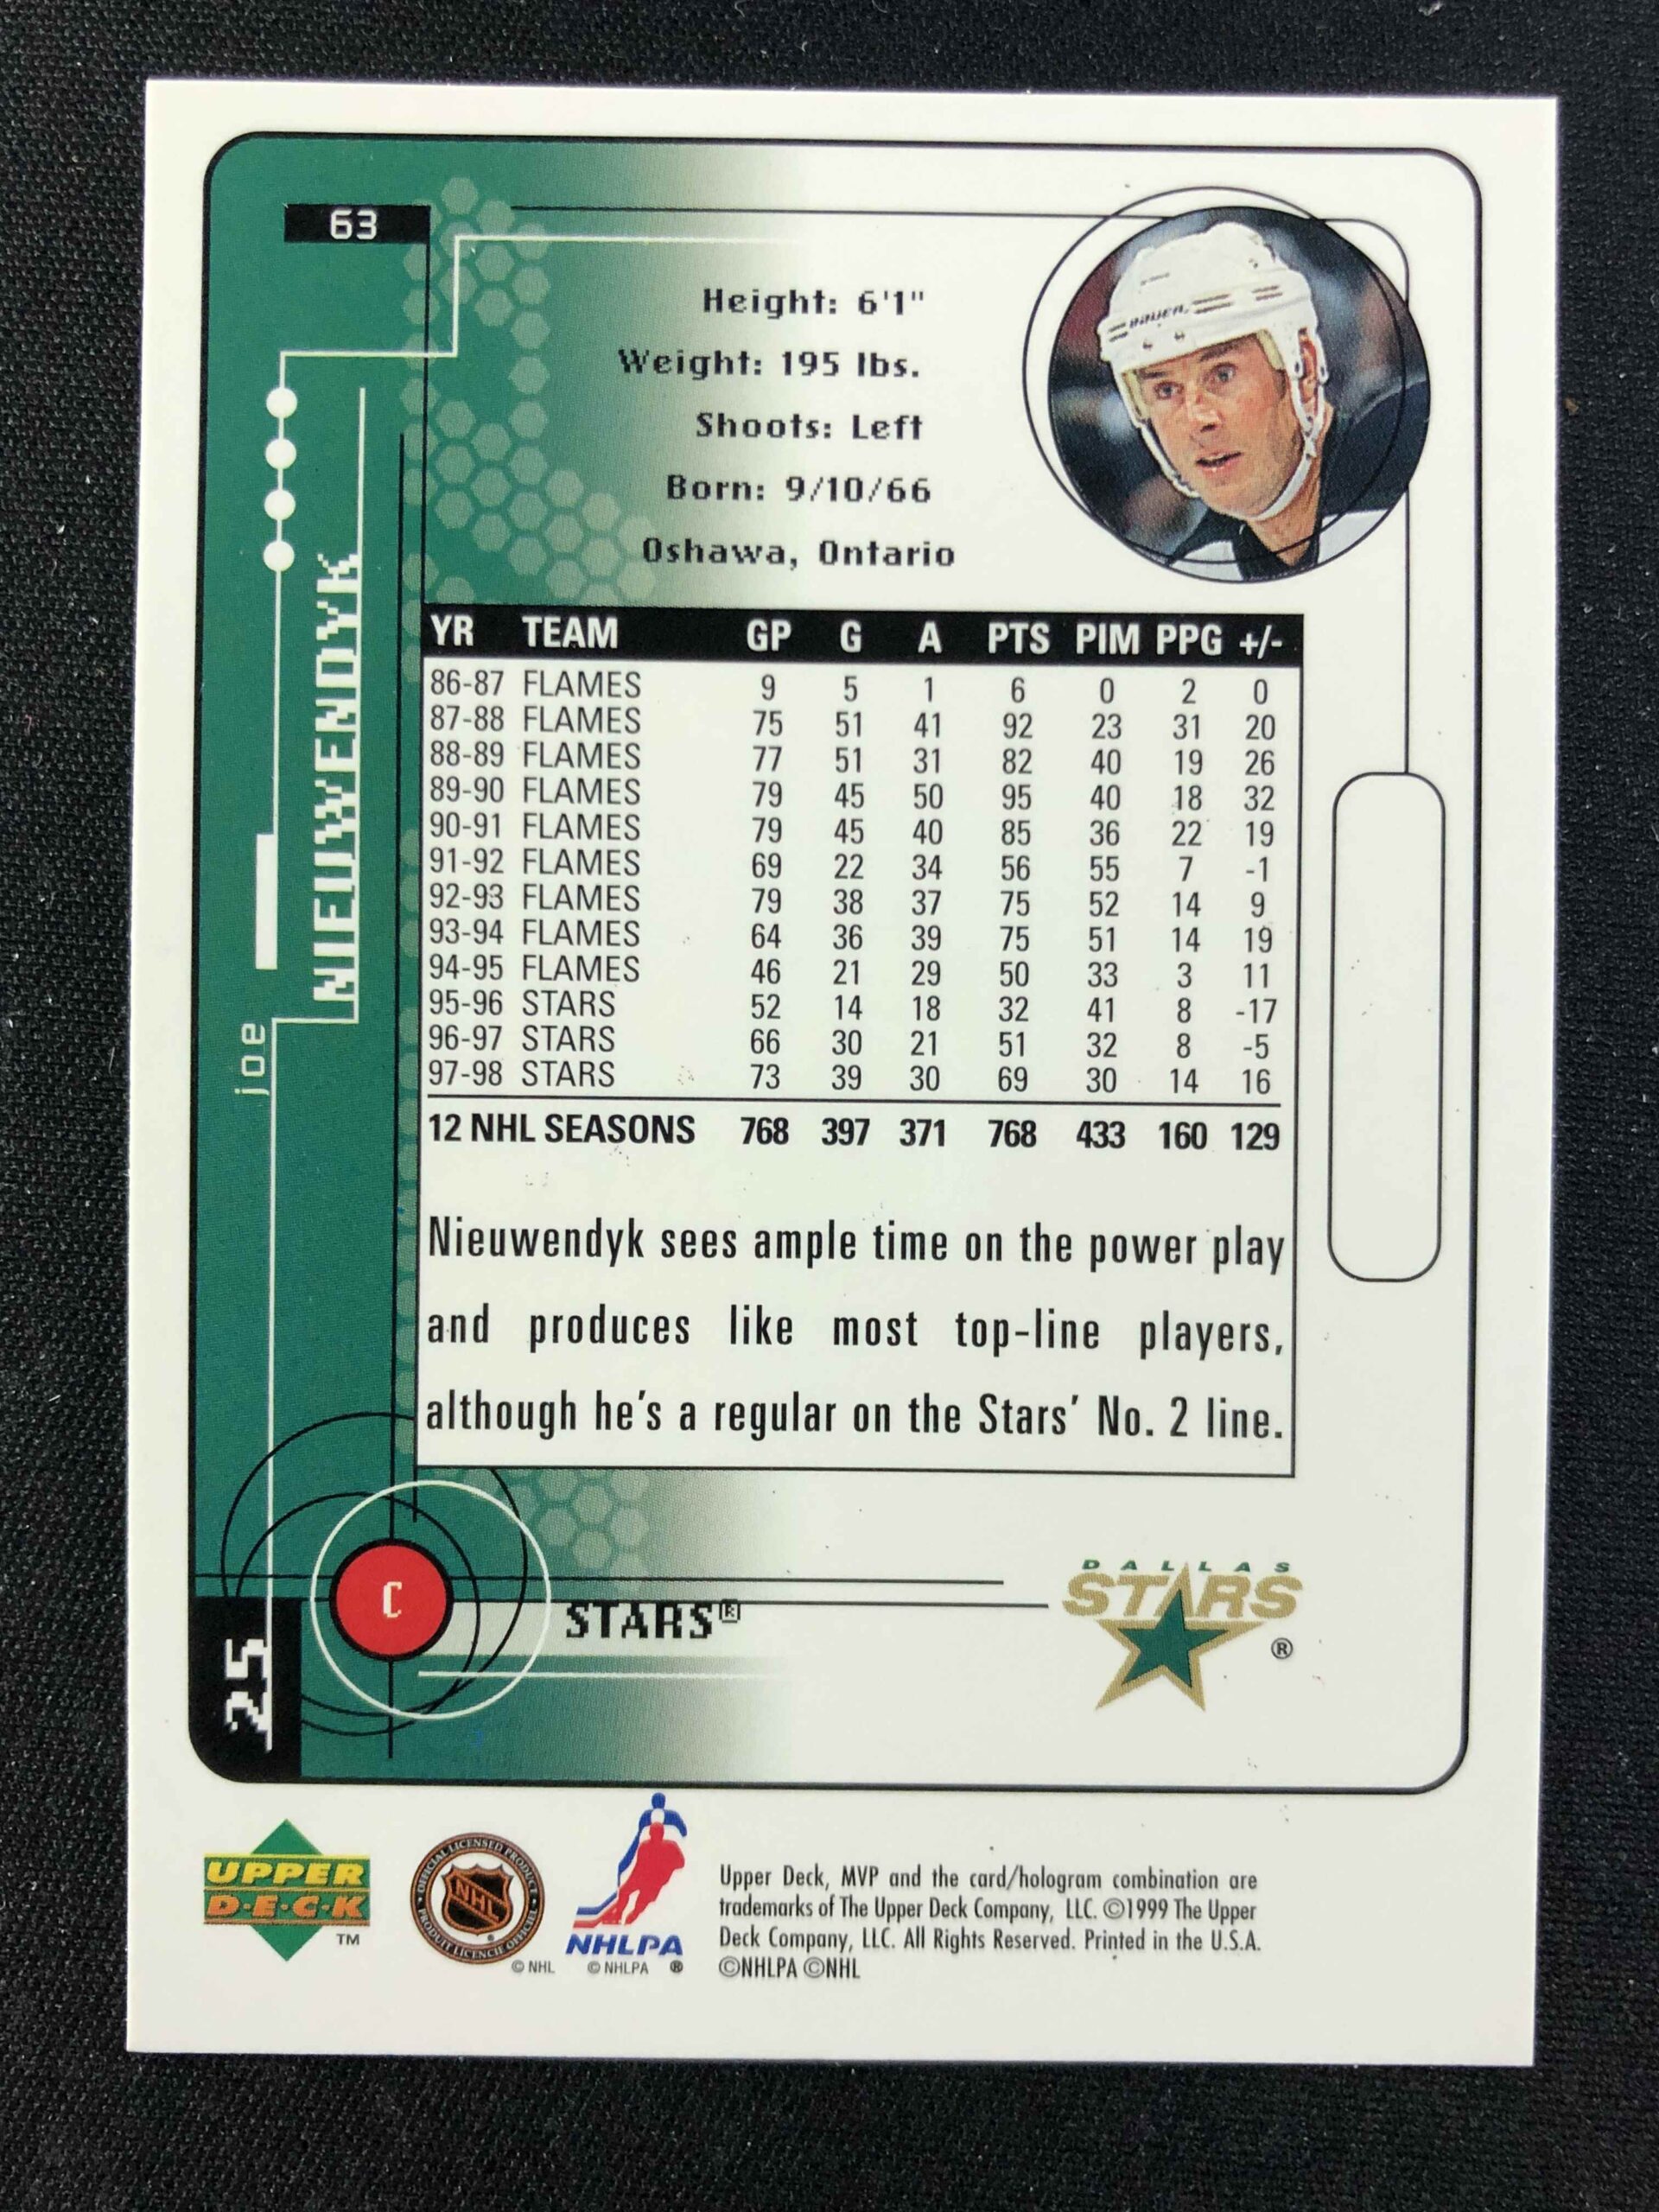 63
BAUER
Height: 6'1"
Weight: 195 lbs.
Shoots: Left
Born: 9/10/66
Oshawa, Ontario
joe
NIEUWENDYK
YR TEAM GP G A PTS PIM PPG +/-
86-87 FLAMES 9 5 1 6 0 2 0
87-88 FLAMES 75 51 41 92 23 31 20
88-89 FLAMES 77 51 31 82 40 19 26
89-90 FLAMES 79 45 50 95 40 18 32
90-91 FLAMES 79 45 40 85 36 22 19
91-92 FLAMES 69 22 34 56 55 7 -1
92-93 FLAMES 79 38 37 75 52 14 9
93-94 FLAMES 64 36 39 75 51 14 19
94-95 FLAMES 46 21 29 50 33 3 11
95-96 STARS 52 14 18 32 41 8 -17
96-97 STARS 66 30 21 51 32 8 -5
97-98 STARS 73 39 30 69 30 14 16
12 NHL SEASONS 768 397 371 768 433 160 129
Nieuwendyk sees ample time on the power play
and produces like most top-line players,
although he's a regular on the Stars' No. 2 line.
25
C
STARS®
DALLAS
STARS
®
UPPER
D·E·C·K
TM
OFFICIAL LICENSED PRODUCT
NHL
®
PRODUIT LICENCIÉ OFFICIEL
© NHL
NHLPA
© NHLPA ®
Upper Deck, MVP and the card/hologram combination are
trademarks of The Upper Deck Company, LLC. ©1999 The Upper
Deck Company, LLC. All Rights Reserved. Printed in the U.S.A.
©NHLPA ©NHL